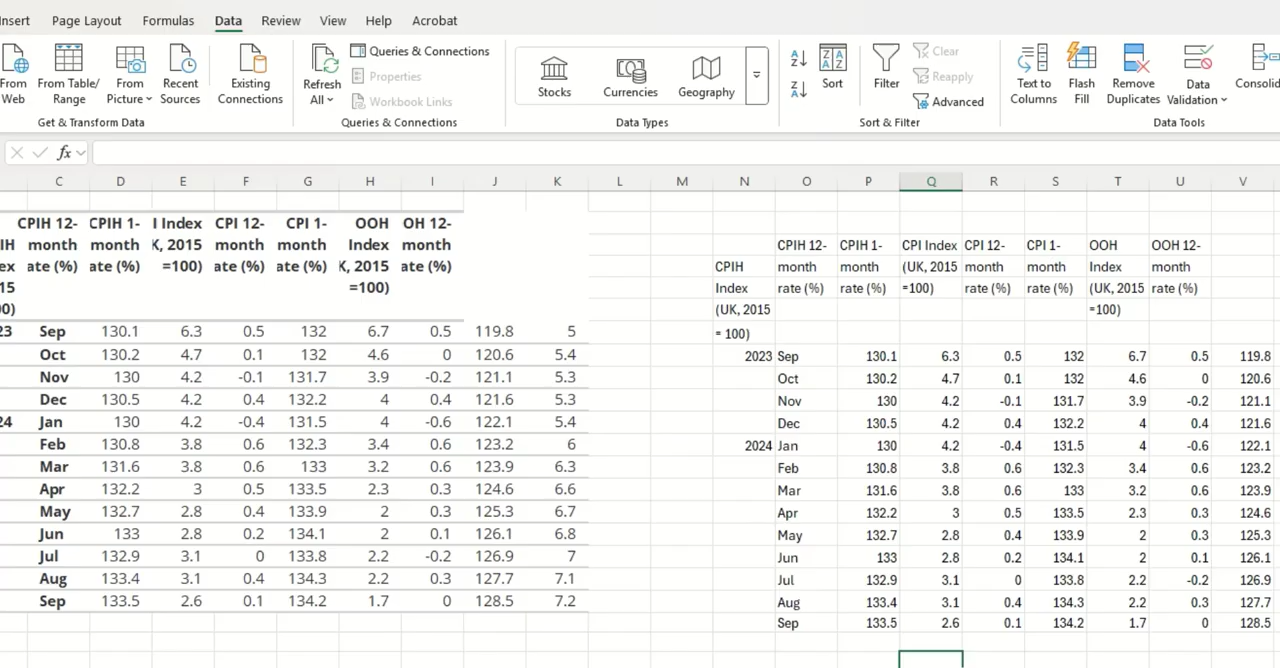 nsert Page Layout Formulas Data Review View Help Acrobat
From Web From Table/ Range From Picture Recent Sources Existing Connections Refresh All Queries & Connections Properties Workbook Links Stocks Currencies Geography Sort Filter Clear Reapply Advanced Text to Columns Flash Fill Remove Duplicates Data Validation Consolid
Get & Transform Data Queries & Connections Data Types Sort & Filter Data Tools
fx
C D E F G H I J K L M N O P Q R S T U V
CPIH 12- CPIH 1- I Index CPI 12- CPI 1- OOH OH 12-
IH month month K, 2015 month month Index month
ex ate (%) ate (%) =100) ate (%) ate (%) K, 2015 ate (%)
15 =100)
00)
23 Sep 130.1 6.3 0.5 132 6.7 0.5 119.8 5
Oct 130.2 4.7 0.1 132 4.6 0 120.6 5.4
Nov 130 4.2 -0.1 131.7 3.9 -0.2 121.1 5.3
Dec 130.5 4.2 0.4 132.2 4 0.4 121.6 5.3
24 Jan 130 4.2 -0.4 131.5 4 -0.6 122.1 5.4
Feb 130.8 3.8 0.6 132.3 3.4 0.6 123.2 6
Mar 131.6 3.8 0.6 133 3.2 0.6 123.9 6.3
Apr 132.2 3 0.5 133.5 2.3 0.3 124.6 6.6
May 132.7 2.8 0.4 133.9 2 0.3 125.3 6.7
Jun 133 2.8 0.2 134.1 2 0.1 126.1 6.8
Jul 132.9 3.1 0 133.8 2.2 -0.2 126.9 7
Aug 133.4 3.1 0.4 134.3 2.2 0.3 127.7 7.1
Sep 133.5 2.6 0.1 134.2 1.7 0 128.5 7.2
CPIH 12- CPIH 1- CPI Index CPI 12- CPI 1- OOH OOH 12-
CPIH month month (UK, 2015 month month Index month
Index rate (%) rate (%) =100) rate (%) rate (%) (UK, 2015 rate (%)
(UK, 2015 =100)
= 100)
2023 Sep 130.1 6.3 0.5 132 6.7 0.5 119.8
Oct 130.2 4.7 0.1 132 4.6 0 120.6
Nov 130 4.2 -0.1 131.7 3.9 -0.2 121.1
Dec 130.5 4.2 0.4 132.2 4 0.4 121.6
2024 Jan 130 4.2 -0.4 131.5 4 -0.6 122.1
Feb 130.8 3.8 0.6 132.3 3.4 0.6 123.2
Mar 131.6 3.8 0.6 133 3.2 0.6 123.9
Apr 132.2 3 0.5 133.5 2.3 0.3 124.6
May 132.7 2.8 0.4 133.9 2 0.3 125.3
Jun 133 2.8 0.2 134.1 2 0.1 126.1
Jul 132.9 3.1 0 133.8 2.2 -0.2 126.9
Aug 133.4 3.1 0.4 134.3 2.2 0.3 127.7
Sep 133.5 2.6 0.1 134.2 1.7 0 128.5